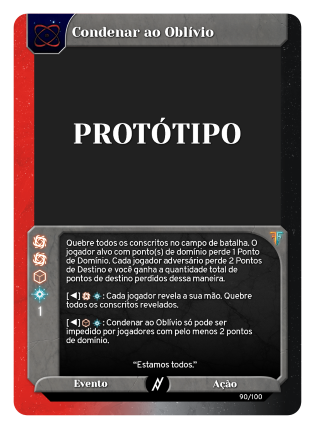 Condenar ao Oblívio
PROTÓTIPO
Quebre todos os conscritos no campo de batalha. O
jogador alvo com ponto(s) de domínio perde 1 Ponto
de Domínio. Cada jogador adversário perde 2 Pontos
de Destino e você ganha a quantidade total de
pontos de destino perdidos dessa maneira.
[◄] : Cada jogador revela a sua mão. Quebre
todos os conscritos revelados.
[◄] : Condenar ao Oblívio só pode ser
impedido por jogadores com pelo menos 2 pontos
de domínio.
1
“Estamos todos.”
Evento
Ação
90/100